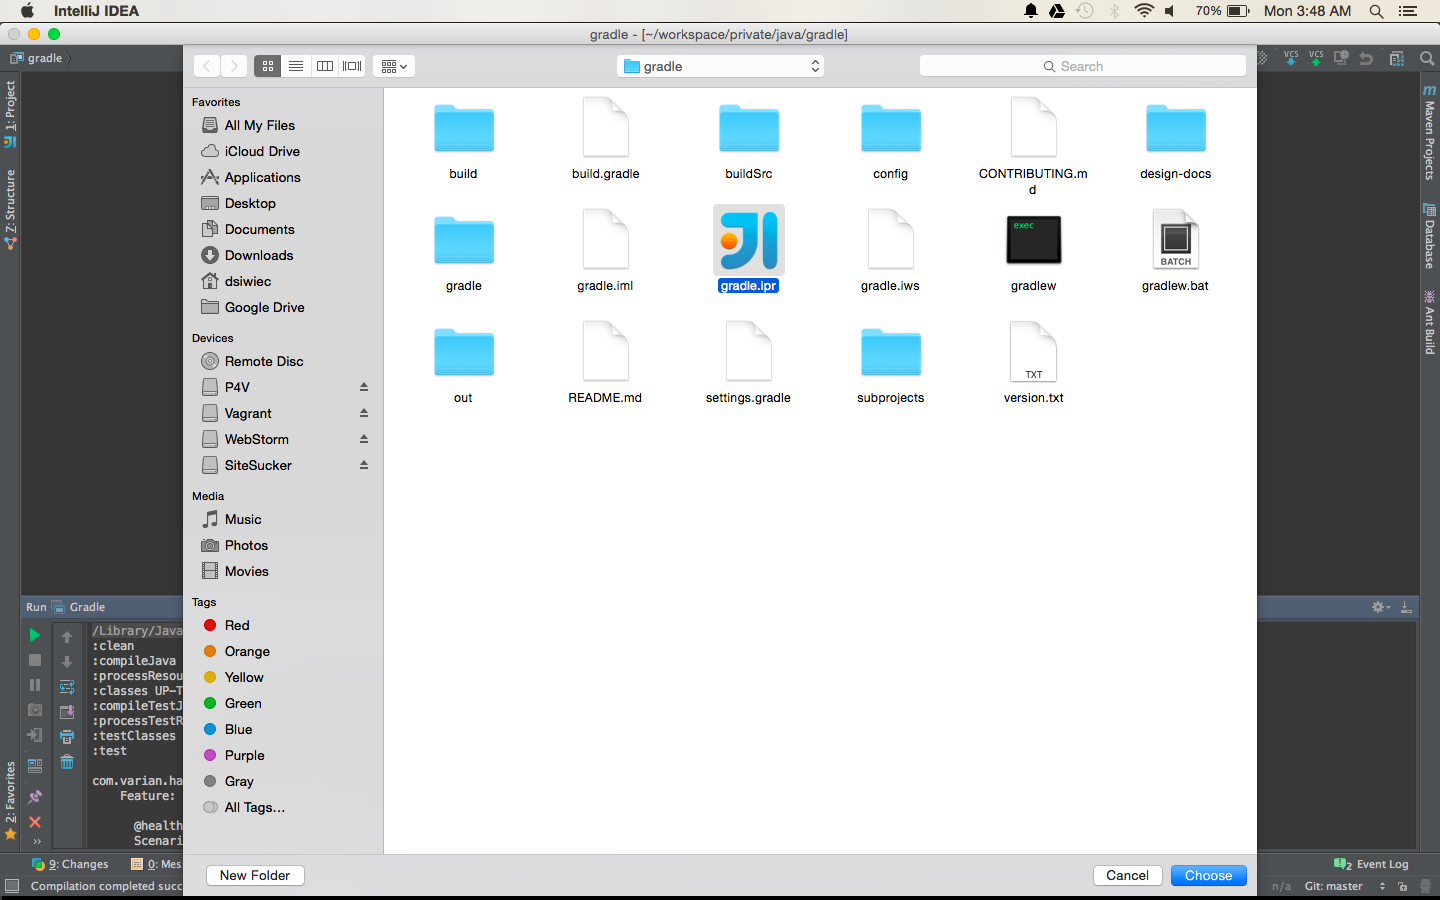 IntelliJ IDEA
70%
Mon 3:48 AM
gradle - [~/workspace/private/java/gradle]
gradle
gradle
Search
VCS
VCS
1: Project
Z: Structure
2: Favorites
Favorites
All My Files
iCloud Drive
Applications
Desktop
Documents
Downloads
dsiwiec
Google Drive
Devices
Remote Disc
P4V
Vagrant
WebStorm
SiteSucker
Media
Music
Photos
Movies
Tags
Red
Orange
Yellow
Green
Blue
Purple
Gray
All Tags...
build
build.gradle
buildSrc
config
CONTRIBUTING.m
d
design-docs
gradle
gradle.iml
gradle.ipr
gradle.iws
exec
gradlew
BATCH
gradlew.bat
out
README.md
settings.gradle
subprojects
TXT
version.txt
m
Maven Projects
Database
Ant Build
Run
Gradle
/Library/Java
:clean
:compileJava
:processResou
:classes UP-T
:compileTestJ
:processTestR
:testClasses
:test
com.varian.ha
Feature:
@health
Scenari
New Folder
Cancel
Choose
9: Changes
0: Mes
2
Event Log
Compilation completed succ
n/a
Git: master